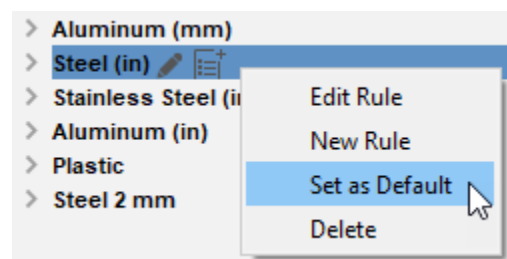 Aluminum (mm)
Steel (in)
Stainless Steel (i
Aluminum (in)
Plastic
Steel 2 mm
Edit Rule
New Rule
Set as Default
Delete